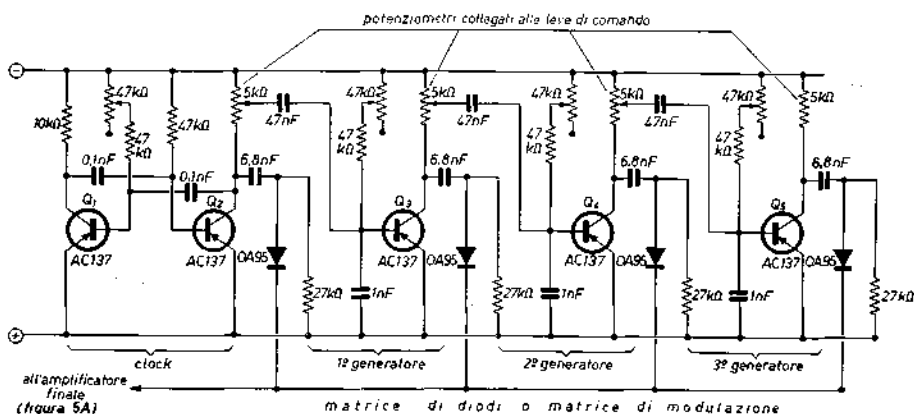 potenziometri collagati alle leve di comando
⊖
10kΩ
47kΩ
47kΩ
47kΩ
5kΩ
47nF
47kΩ
47kΩ
5kΩ
47nF
47kΩ
47kΩ
5kΩ
47nF
47kΩ
47kΩ
5kΩ
0,1nF
0,1nF
6,8nF
6,8nF
6,8nF
6,8nF
Q1
Q2
Q3
Q4
Q5
AC137
AC137
OA95
AC137
OA95
AC137
OA95
AC137
OA95
27kΩ
1nF
27kΩ
1nF
27kΩ
1nF
27kΩ
⊕
clock
1º generatore
2º generatore
3º generatore
all'amplificatore
finale
(figura 5A)
matrice di diodi o matrice di modulazione